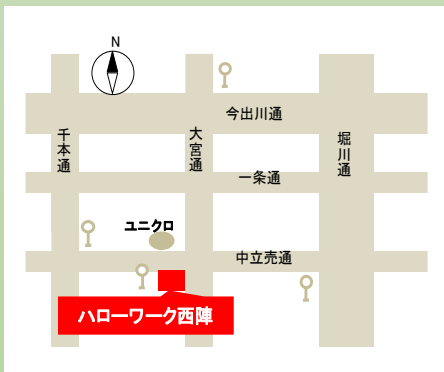 N
今出川通
千本通
大宮通
堀川通
一条通
ユニクロ
中立売通
ハローワーク西陣